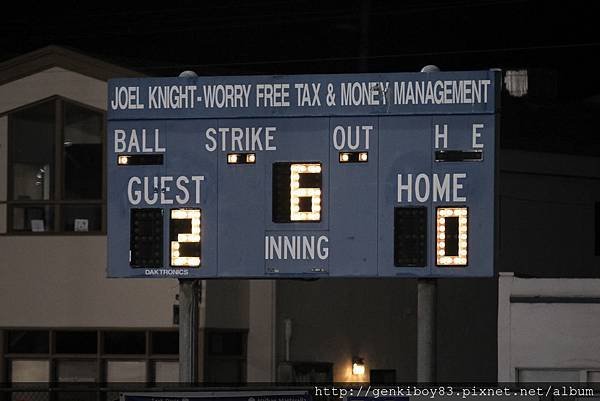 JOEL KNIGHT-WORRY FREE TAX & MONEY MANAGEMENT
BALL STRIKE OUT H E
GUEST 6 HOME
2 0
INNING
DAKTRONICS
http://genkiboy83.pixnet.net/album